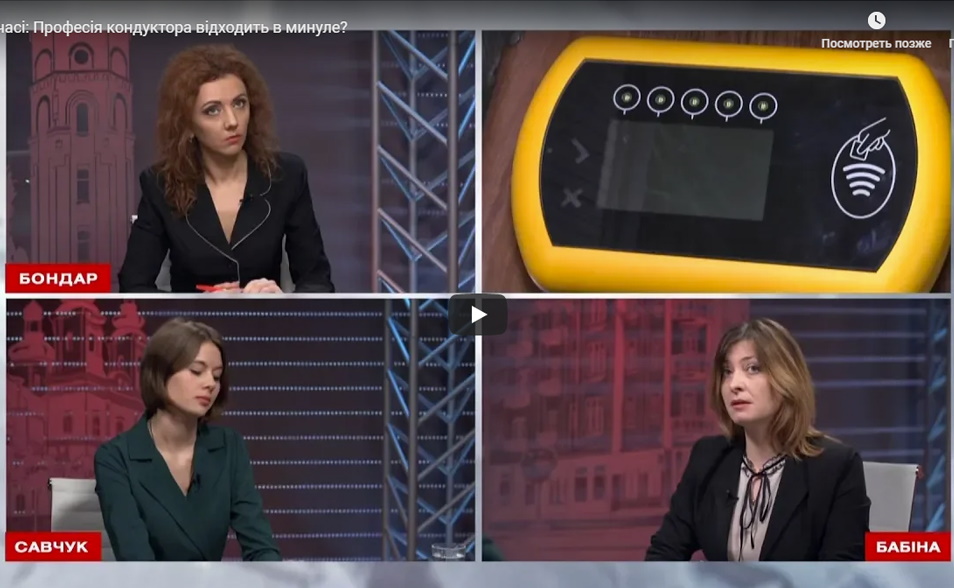 часі: Професія кондуктора відходить в минуле?
Посмотреть позже
БОНДАР
САВЧУК
БАБІНА